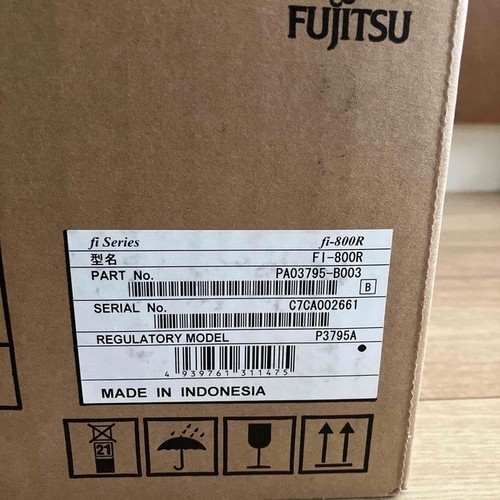 FUJITSU
fi Series fi-800R
型名 FI-800R
PART No. PA03795-B003
B
SERIAL No. C7CA002661
REGULATORY MODEL P3795A
4 939761 311475
MADE IN INDONESIA
21